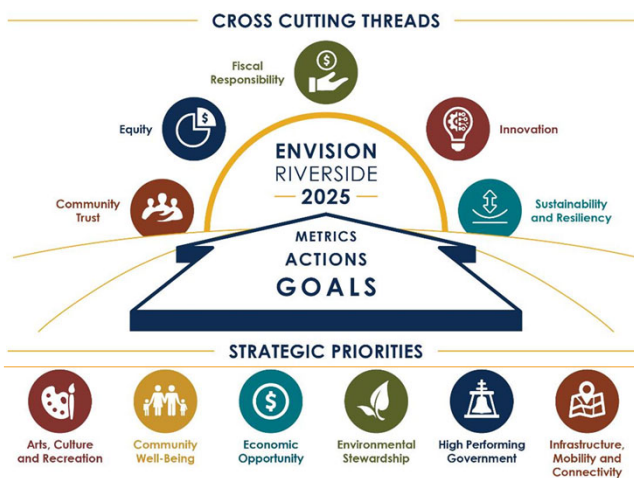 CROSS CUTTING THREADS
Fiscal
Responsibility
$
Equity
$
Innovation
ENVISION
RIVERSIDE
2025
Community
Trust
Sustainability
and Resiliency
METRICS
ACTIONS
GOALS
STRATEGIC PRIORITIES
$
Arts, Culture
and Recreation
Community
Well-Being
Economic
Opportunity
Environmental
Stewardship
High Performing
Government
Infrastructure,
Mobility and
Connectivity